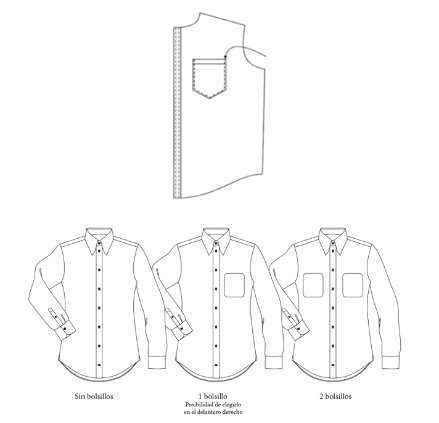 Sin bolsillos
1 bolsillo
Posibilidad de elegirlo
en el delantero derecho
2 bolsillos